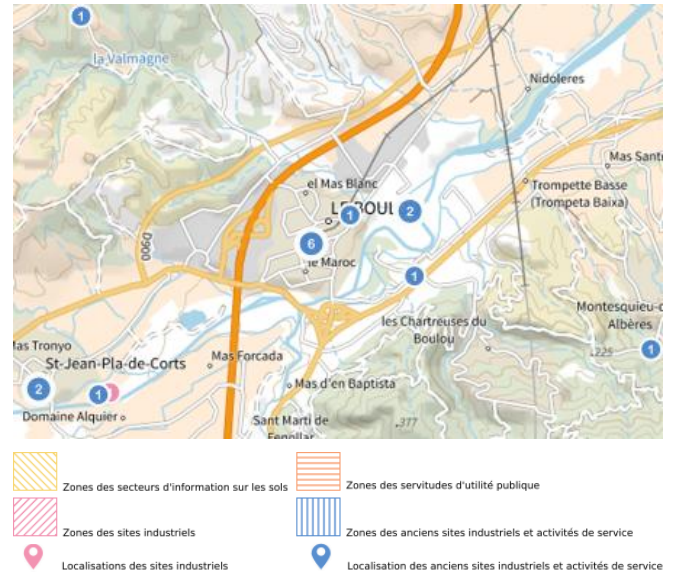 1
la Valmagne
Nidoleres
Mas Sant
el Mas Blanc
Trompette Basse
(Trompeta Baixa)
LE BOUL
1
2
6
D900
le Maroc
1
Montesquieu-d
Albères
les Chartreuses du
Boulou
1
.225
Mas Tronyo
St-Jean-Pla-de-Corts
Mas Forcada
2
1
Mas d'en Baptista
Domaine Alquier
Sant Marti de
Fenollar
.377
Zones des secteurs d'information sur les sols
Zones des servitudes d'utilité publique
Zones des sites industriels
Zones des anciens sites industriels et activités de service
Localisations des sites industriels
Localisation des anciens sites industriels et activités de service